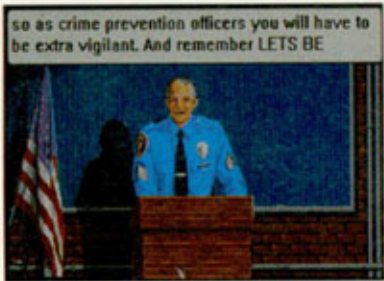 so as crime prevention officers you will have to
be extra vigilant. And remember LETS BE